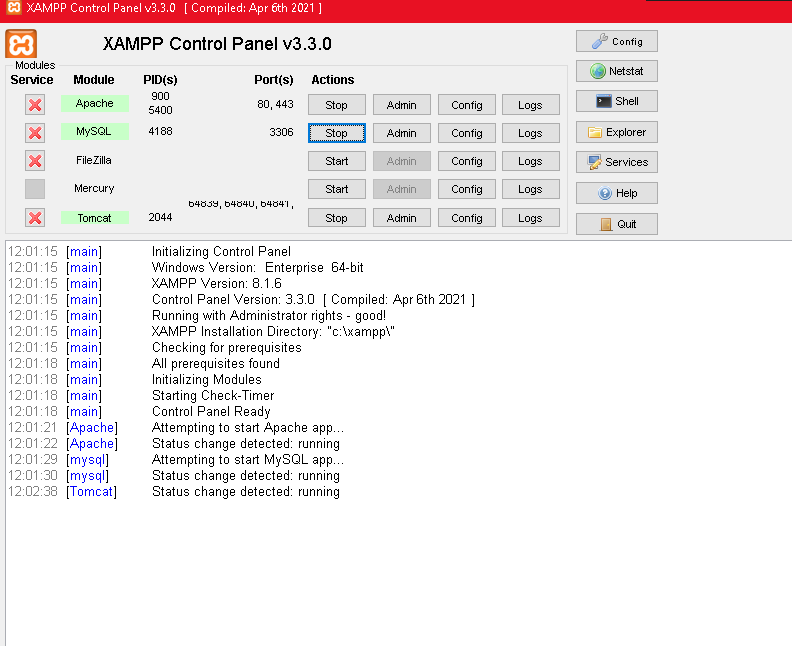 XAMPP Control Panel v3.3.0 [ Compiled: Apr 6th 2021 ]
XAMPP Control Panel v3.3.0
Config
Modules
Service Module PID(s) Port(s) Actions
Netstat
Apache 900 5400 80, 443 Stop Admin Config Logs
Shell
MySQL 4188 3306 Stop Admin Config Logs
Explorer
FileZilla Start Admin Config Logs
Services
Mercury Start Admin Config Logs
Help
64839, 64840, 64841,
Tomcat 2044 Stop Admin Config Logs
Quit
12:01:15 [main] Initializing Control Panel
12:01:15 [main] Windows Version: Enterprise 64-bit
12:01:15 [main] XAMPP Version: 8.1.6
12:01:15 [main] Control Panel Version: 3.3.0 [ Compiled: Apr 6th 2021 ]
12:01:15 [main] Running with Administrator rights - good!
12:01:15 [main] XAMPP Installation Directory: "c:\xampp\"
12:01:15 [main] Checking for prerequisites
12:01:18 [main] All prerequisites found
12:01:18 [main] Initializing Modules
12:01:18 [main] Starting Check-Timer
12:01:18 [main] Control Panel Ready
12:01:21 [Apache] Attempting to start Apache app...
12:01:22 [Apache] Status change detected: running
12:01:29 [mysql] Attempting to start MySQL app...
12:01:30 [mysql] Status change detected: running
12:02:38 [Tomcat] Status change detected: running